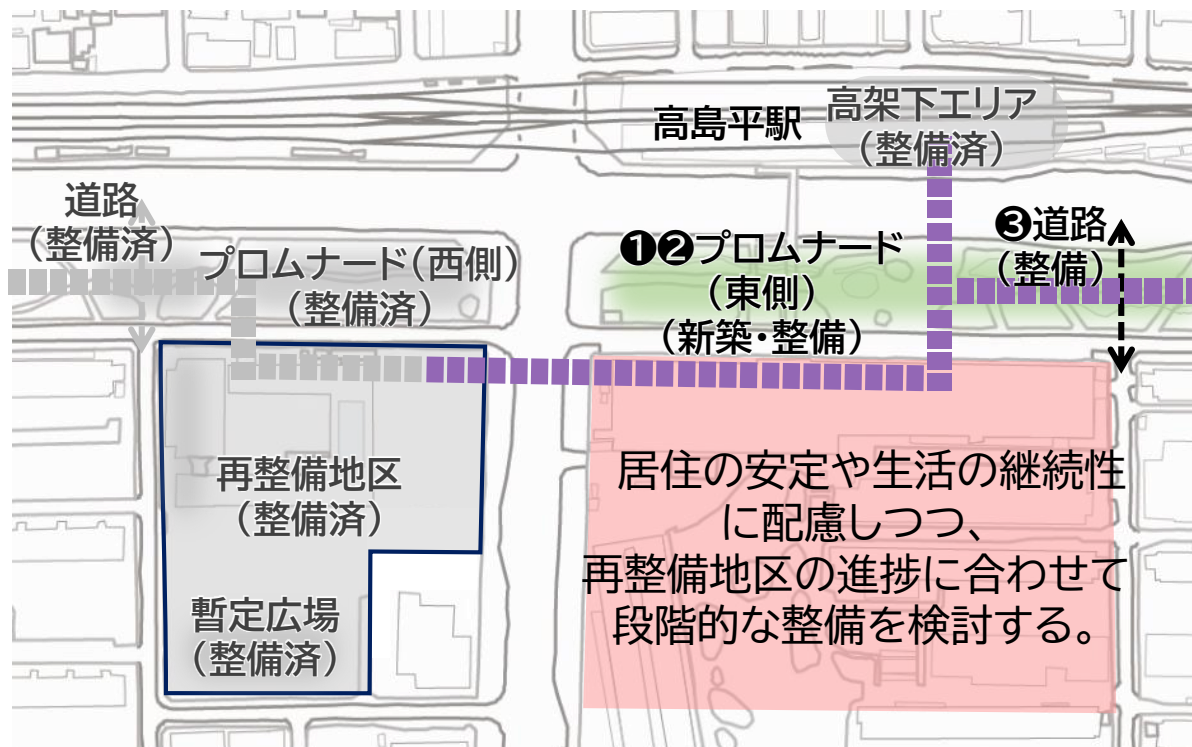 高島平駅
高架下エリア
(整備済)
道路
(整備済)
プロムナード(西側)
(整備済)
❶❷プロムナード
(東側)
(新築・整備)
❸道路
(整備)
再整備地区
(整備済)
暫定広場
(整備済)
居住の安定や生活の継続性
に配慮しつつ、
再整備地区の進捗に合わせて
段階的な整備を検討する。